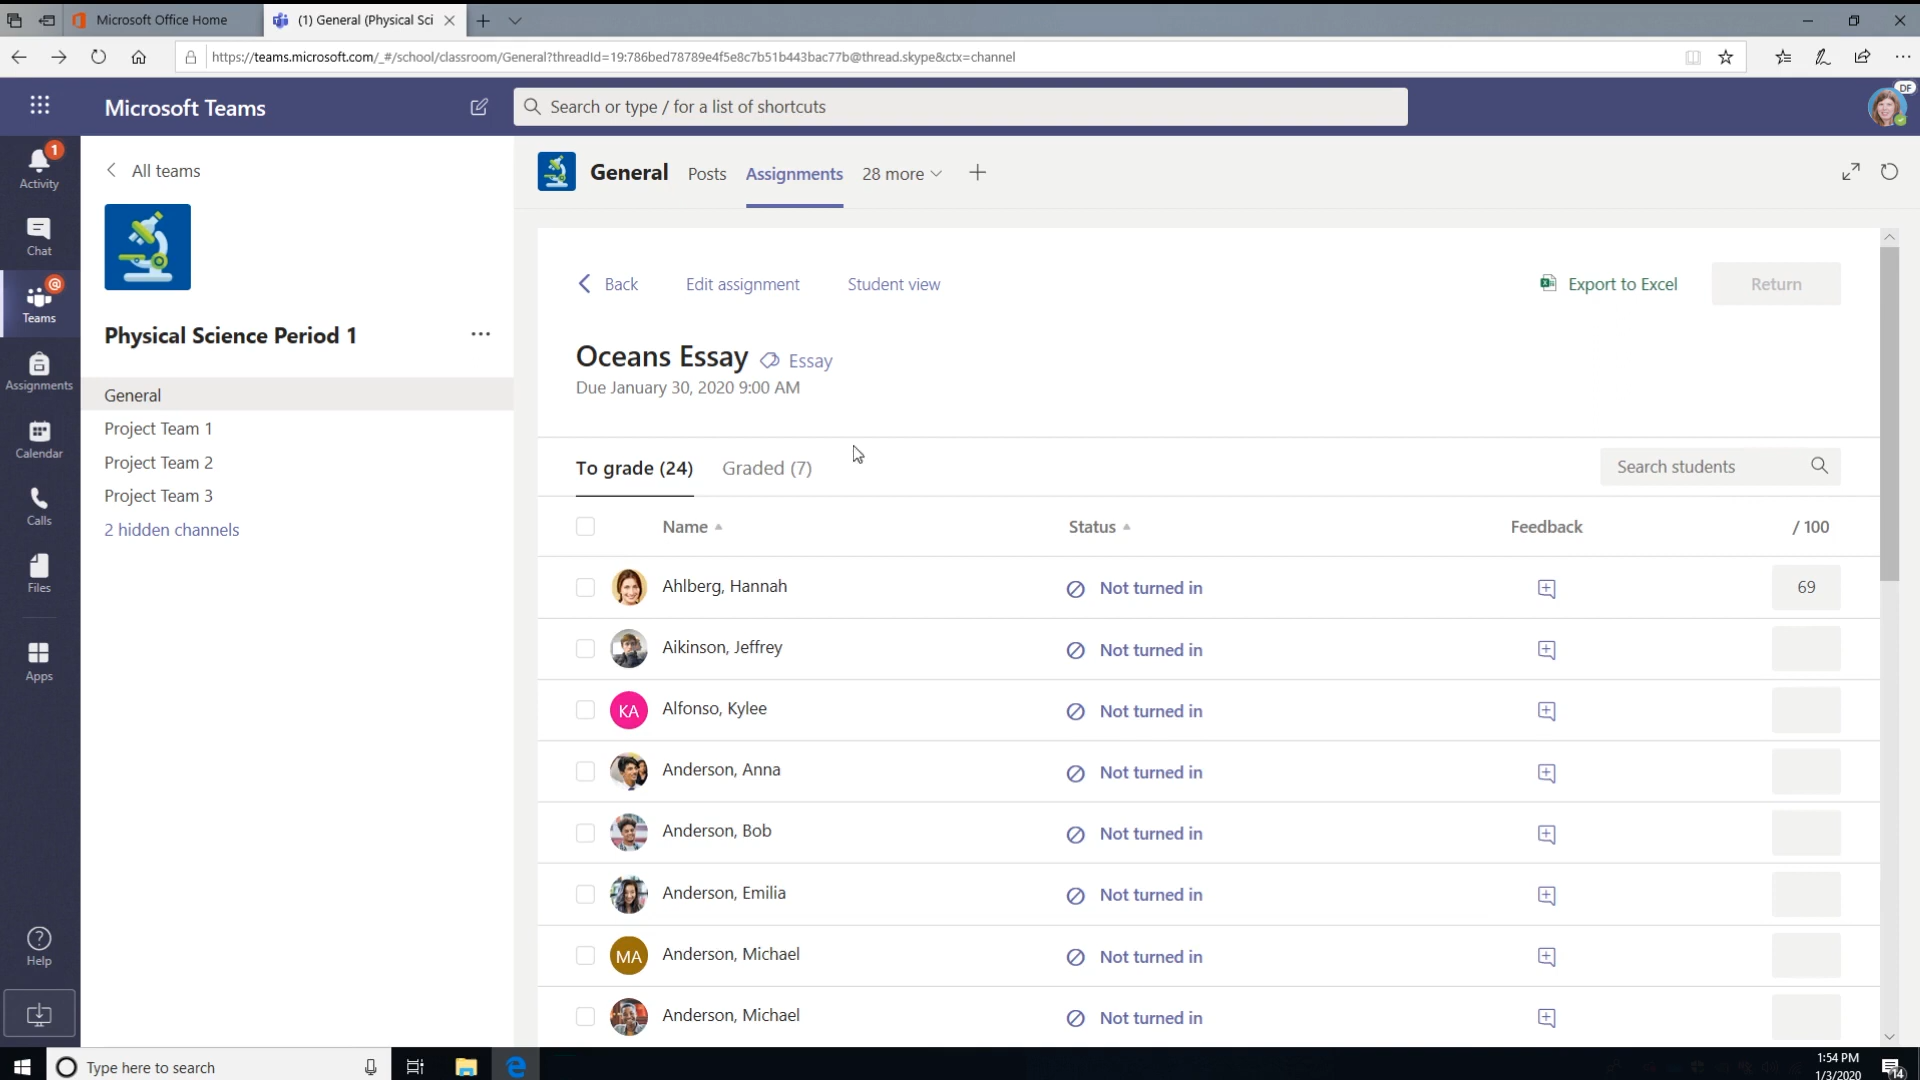 Microsoft Office Home
(1) General (Physical Sci
https://teams.microsoft.com/_#/school/classroom/General?threadId=19:786bed78789e4f5e8c7b51b443bac77b@thread.skype&ctx=channel
Microsoft Teams
Search or type / for a list of shortcuts
DF
1
Activity
Chat
@
Teams
Assignments
Calendar
Calls
Files
Apps
Help
All teams
Physical Science Period 1
General
Project Team 1
Project Team 2
Project Team 3
2 hidden channels
General Posts Assignments 28 more
Back Edit assignment Student view Export to Excel Return
Oceans Essay Essay
Due January 30, 2020 9:00 AM
To grade (24) Graded (7) Search students
Name Status Feedback / 100
Ahlberg, Hannah Not turned in 69
Aikinson, Jeffrey Not turned in
KA Alfonso, Kylee Not turned in
Anderson, Anna Not turned in
Anderson, Bob Not turned in
Anderson, Emilia Not turned in
MA Anderson, Michael Not turned in
Anderson, Michael Not turned in
Type here to search
1:54 PM
1/3/2020
14